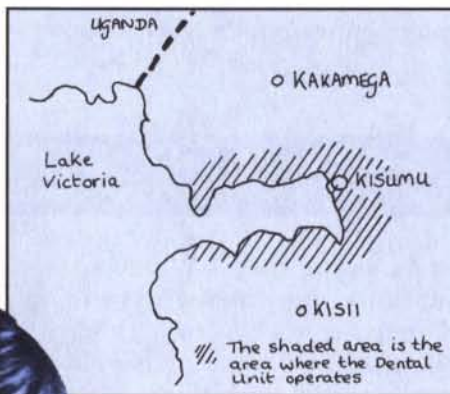 UGANDA
KAKAMEGA
Lake
Victoria
KISUMU
KISII
The shaded area is the
area where the Dental
Unit operates